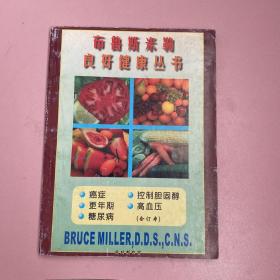 布鲁斯米勒
良好健康丛书
●癌症 ●控制胆固醇
●更年期 ●高血压
●糖尿病 (合订本)
BRUCE MILLER,D.D.S.,C.N.S.